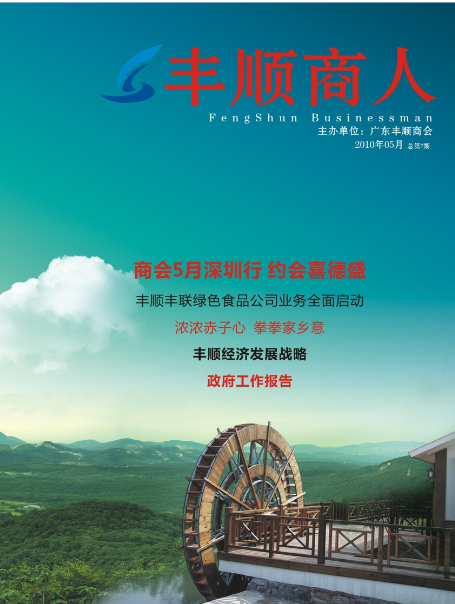 丰顺商人
FengShun Businessman
主办单位：广东丰顺商会
2010年05月 总第7期
商会5月深圳行 约会喜德盛
丰顺丰联绿色食品公司业务全面启动
浓浓赤子心 拳拳家乡意
丰顺经济发展战略
政府工作报告